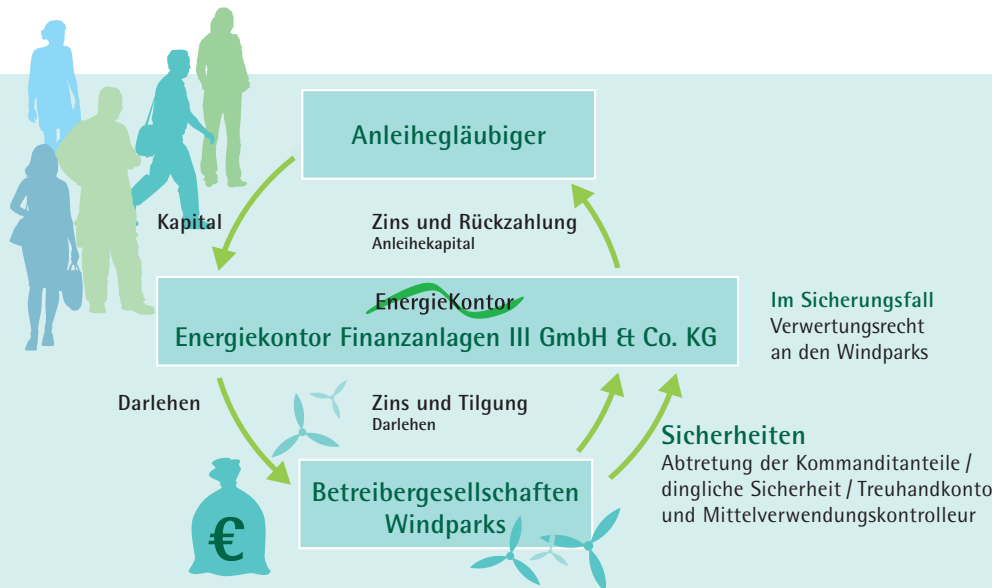 Anleihegläubiger
Kapital
Zins und Rückzahlung
Anleihekapital
EnergieKontor
Energiekontor Finanzanlagen III GmbH & Co. KG
Im Sicherungsfall
Verwertungsrecht
an den Windparks
Darlehen
Zins und Tilgung
Darlehen
Sicherheiten
Abtretung der Kommanditanteile /
dingliche Sicherheit / Treuhandkonto
und Mittelverwendungskontrolleur
Betreibergesellschaften
Windparks
€